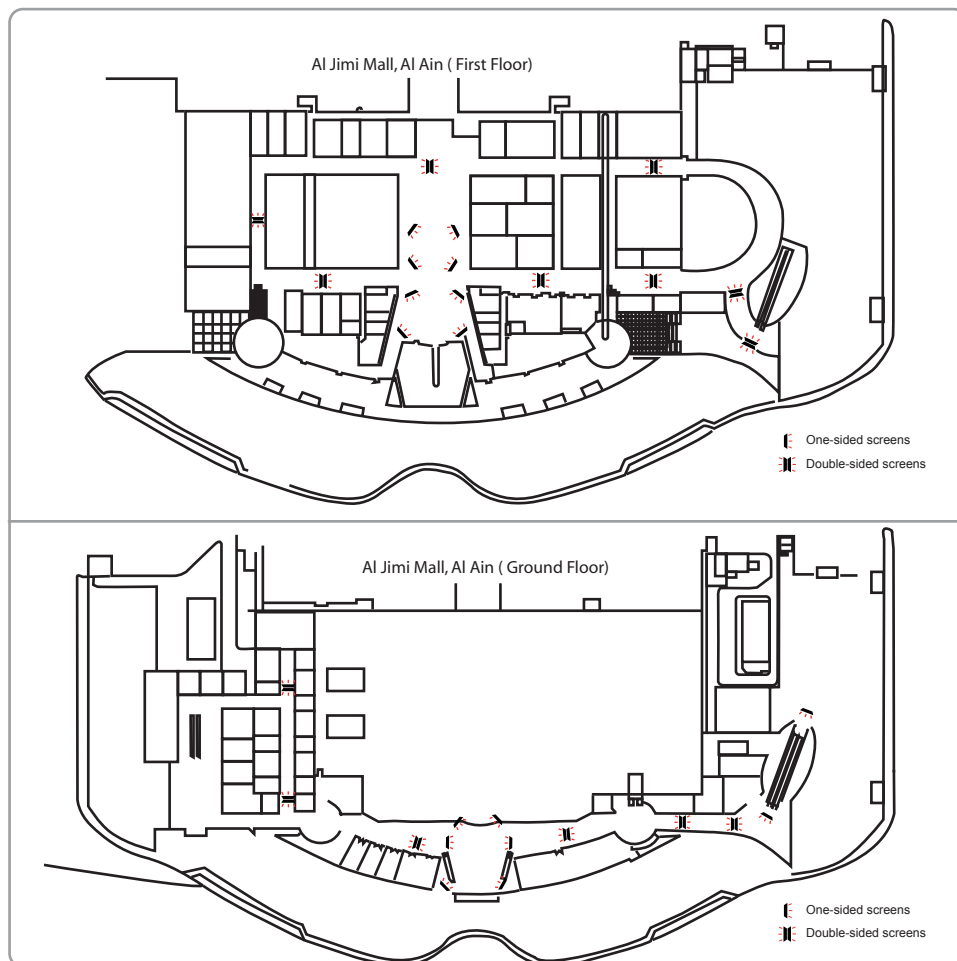 Al Jimi Mall, Al Ain ( First Floor)
One-sided screens
Double-sided screens
Al Jimi Mall, Al Ain ( Ground Floor)
One-sided screens
Double-sided screens